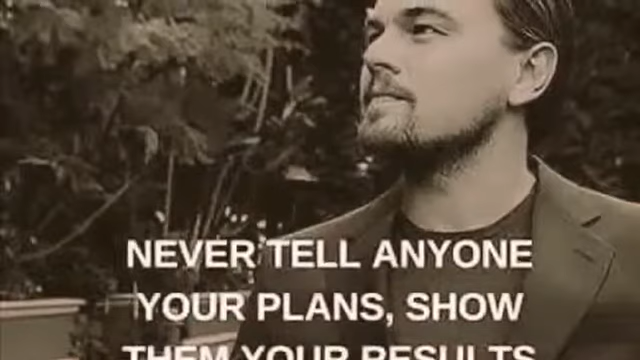 NEVER TELL ANYONE
YOUR PLANS, SHOW
THEM YOUR RESULTS